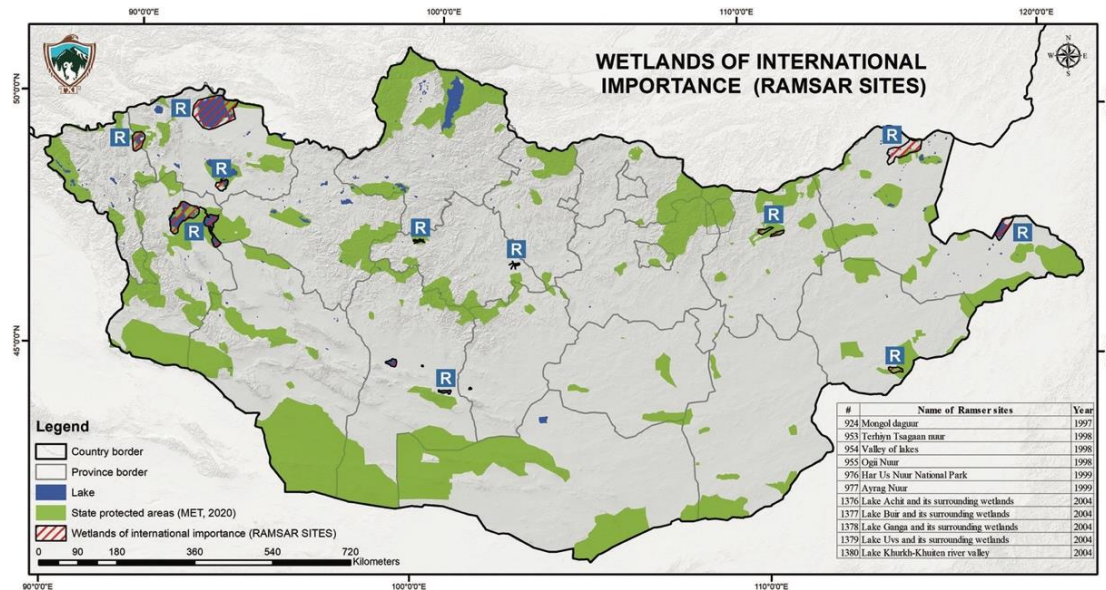 90°0'0"E 100°0'0"E 110°0'0"E 120°0'0"E
WETLANDS OF INTERNATIONAL
IMPORTANCE (RAMSAR SITES)
N
W E
S
50°0'0"N
45°0'0"N
R
R
R
R
R
R
R
R
R
R
R
Legend
Country border
Province border
Lake
State protected areas (MET, 2020)
Wetlands of international importance (RAMSAR SITES)
0 90 180 360 540 720
Kilometers
# Name of Ramser sites Year
924 Mongol daguur 1997
953 Terhiyn Tsagaan nuur 1998
954 Valley of lakes 1998
955 Ogii Nuur 1998
976 Har Us Nuur National Park 1999
977 Ayrag Nuur 1999
1376 Lake Achit and its surrounding wetlands 2004
1377 Lake Buir and its surrounding wetlands 2004
1378 Lake Ganga and its surrounding wetlands 2004
1379 Lake Uvs and its surrounding wetlands 2004
1380 Lake Khurkh-Khuiten river valley 2004
90°0'0"E 100°0'0"E 110°0'0"E